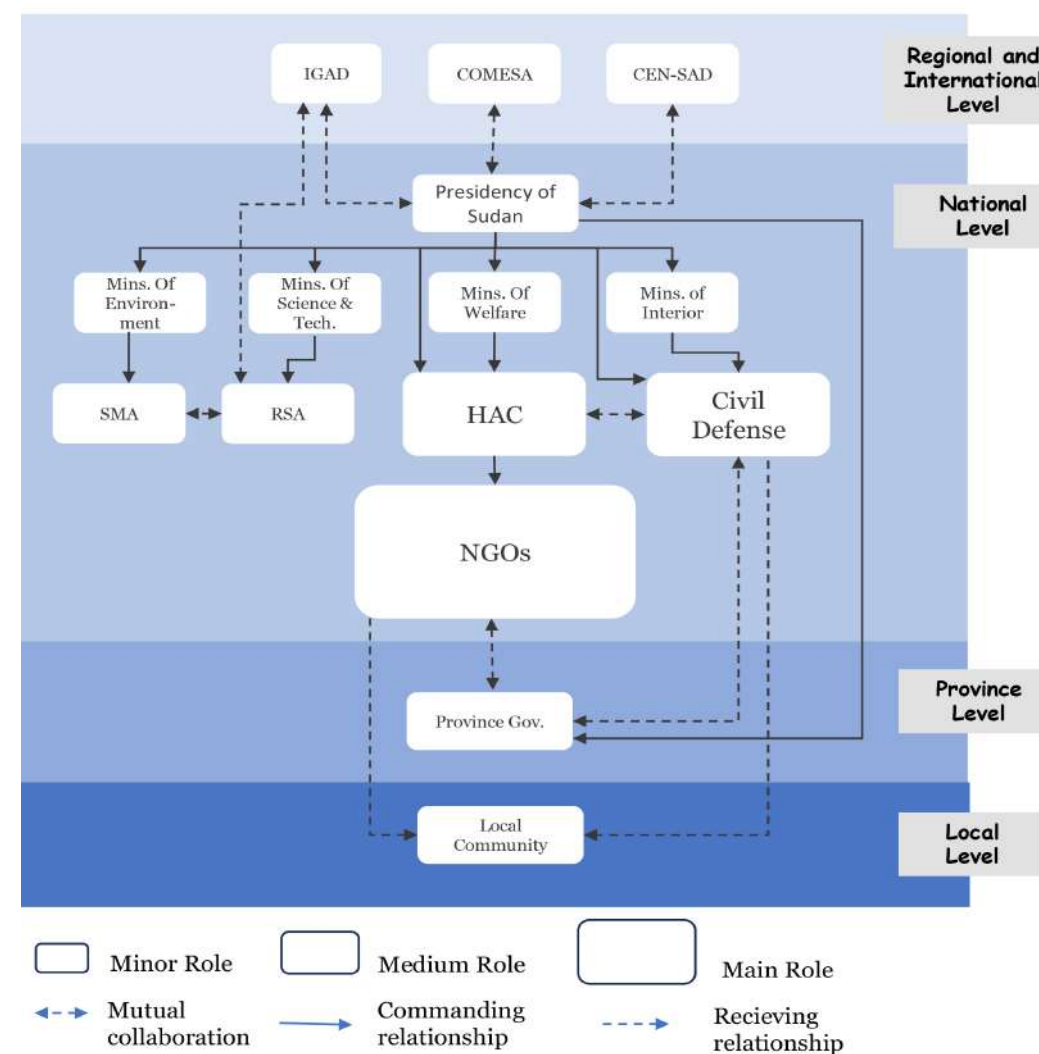 IGAD
COMESA
CEN-SAD
Regional and
International
Level
Presidency of
Sudan
National
Level
Mins. Of
Environ-
ment
Mins. Of
Science &
Tech.
Mins. Of
Welfare
Mins. of
Interior
SMA
RSA
HAC
Civil
Defense
NGOs
Province Gov.
Province
Level
Local
Community
Local
Level
Minor Role
Medium Role
Main Role
Mutual
collaboration
Commanding
relationship
Recieving
relationship